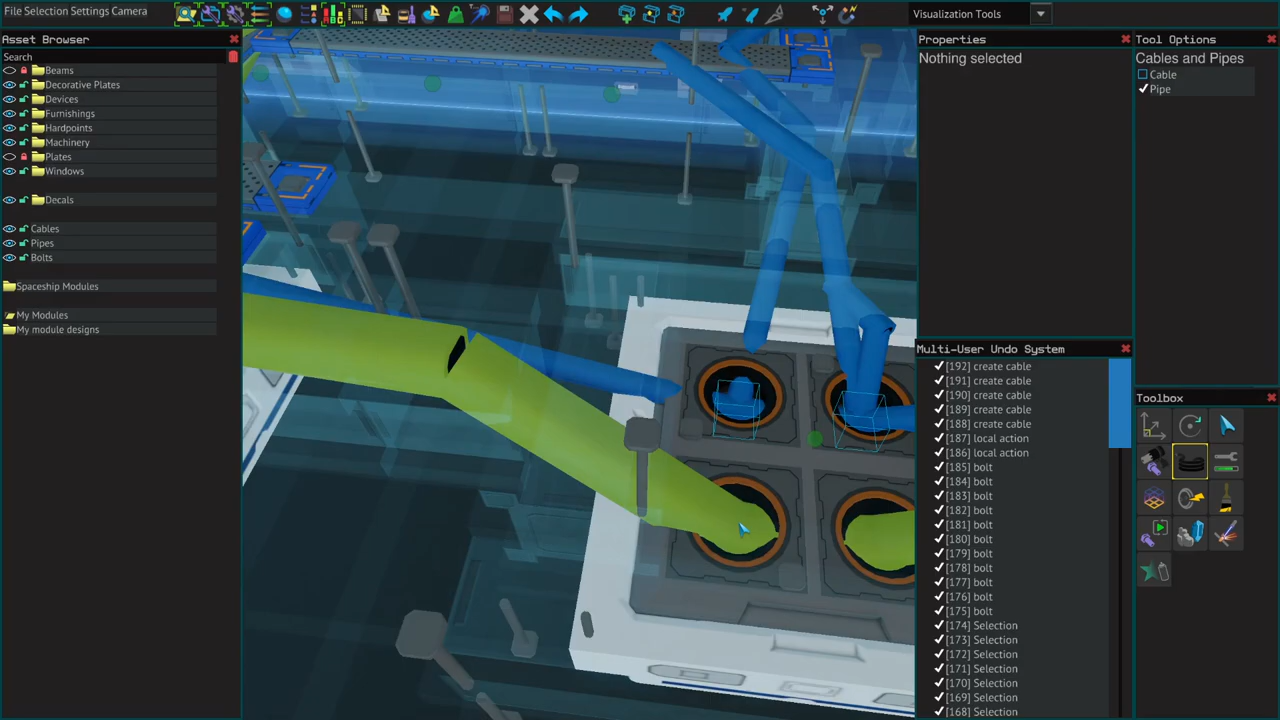 File Selection Settings Camera
Visualization Tools
Asset Browser
Search
Beams
Decorative Plates
Devices
Furnishings
Hardpoints
Machinery
Plates
Windows
Decals
Cables
Pipes
Bolts
Spaceship Modules
My Modules
My module designs
Properties
Nothing selected
Tool Options
Cables and Pipes
Cable
Pipe
Multi-User Undo System
[192] create cable
[191] create cable
[190] create cable
[189] create cable
[188] create cable
[187] local action
[186] local action
[185] bolt
[184] bolt
[183] bolt
[182] bolt
[181] bolt
[180] bolt
[179] bolt
[178] bolt
[177] bolt
[176] bolt
[175] bolt
[174] Selection
[173] Selection
[172] Selection
[171] Selection
[170] Selection
[169] Selection
[168] Selection
Toolbox